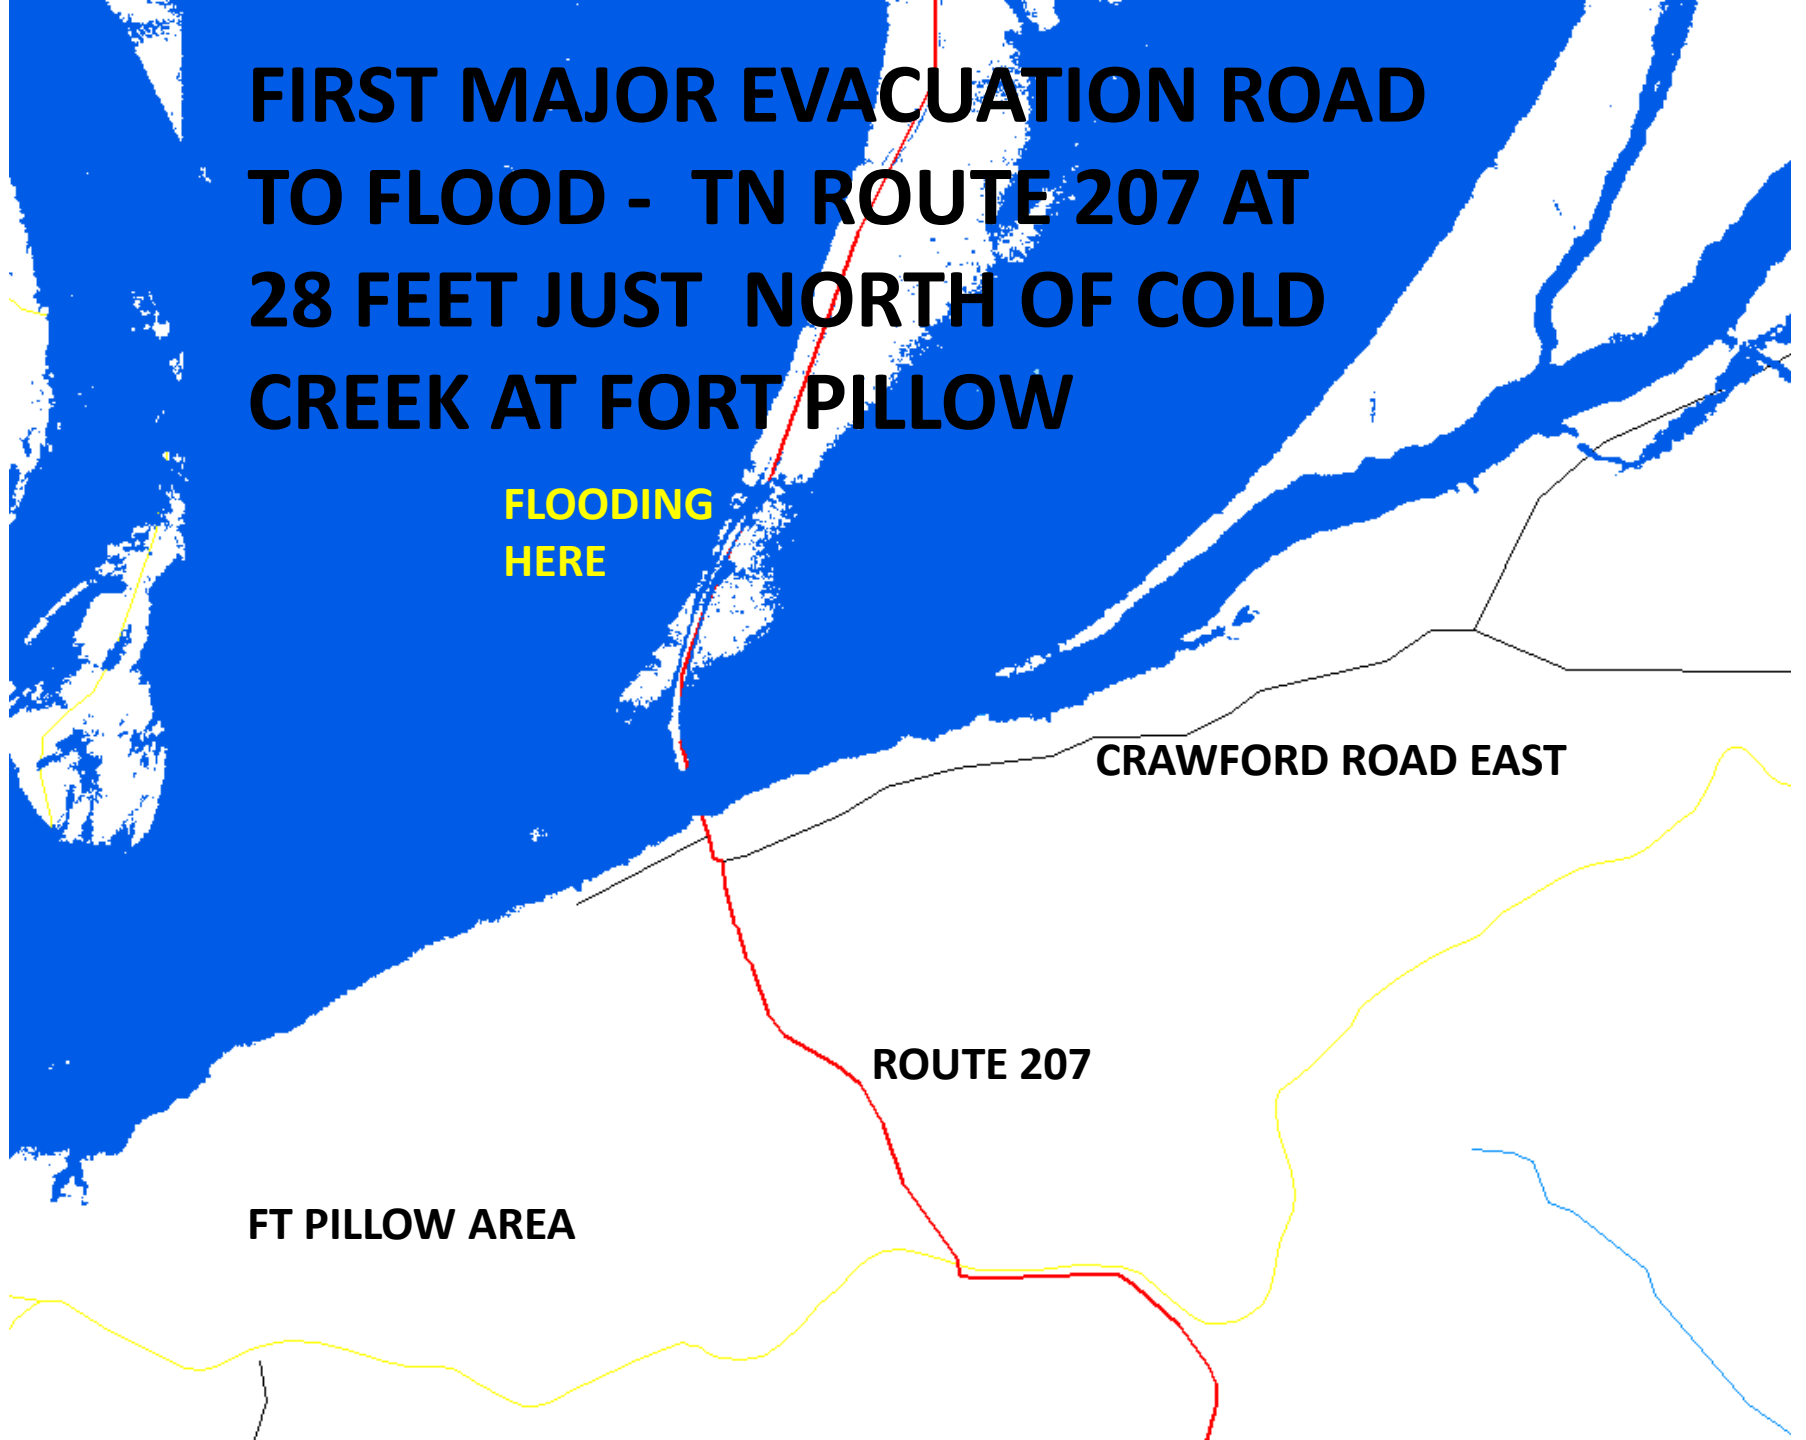 FIRST MAJOR EVACUATION ROAD
TO FLOOD - TN ROUTE 207 AT
28 FEET JUST NORTH OF COLD
CREEK AT FORT PILLOW
FLOODING
HERE
CRAWFORD ROAD EAST
ROUTE 207
FT PILLOW AREA